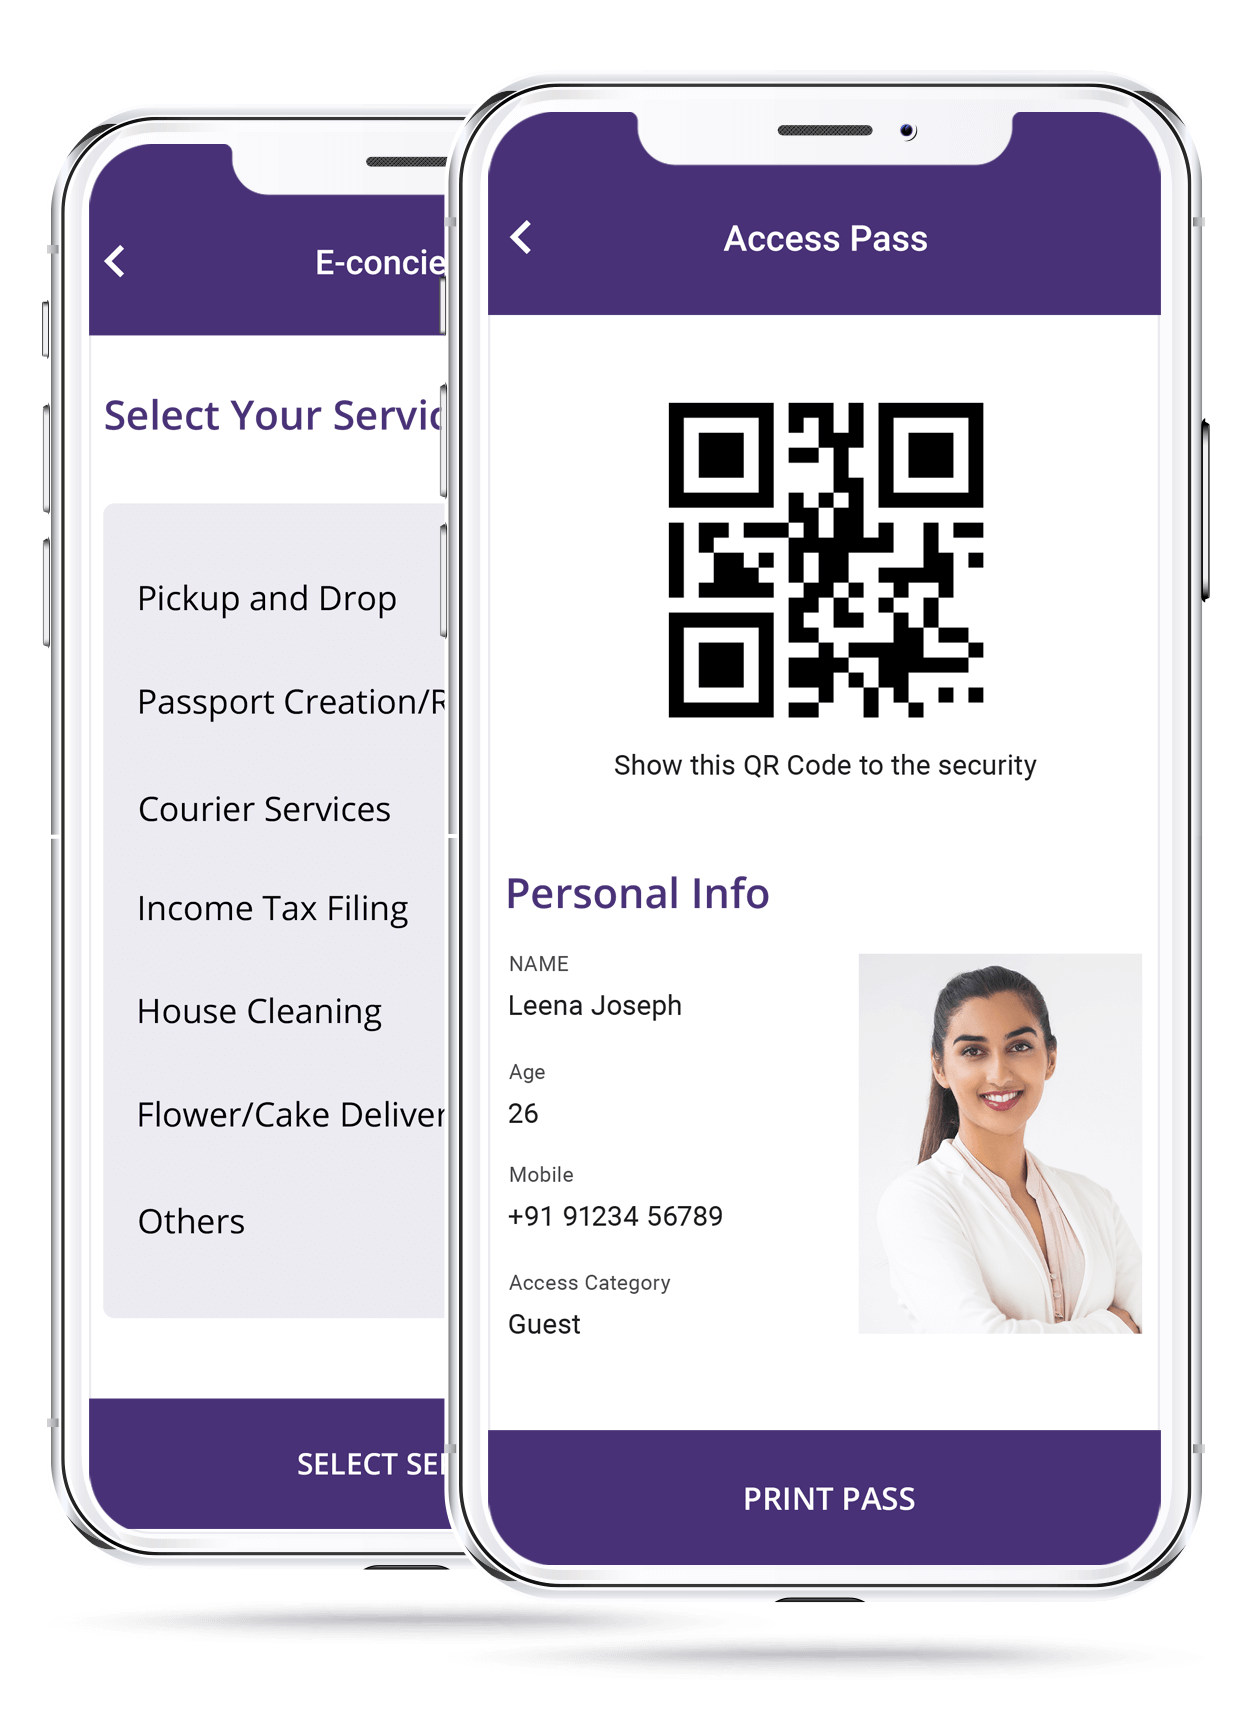 E-concie
Select Your Servic
Pickup and Drop
Passport Creation/R
Courier Services
Income Tax Filing
House Cleaning
Flower/Cake Deliver
Others
SELECT SE
Access Pass
Show this QR Code to the security
Personal Info
NAME
Leena Joseph
Age
26
Mobile
+91 91234 56789
Access Category
Guest
PRINT PASS